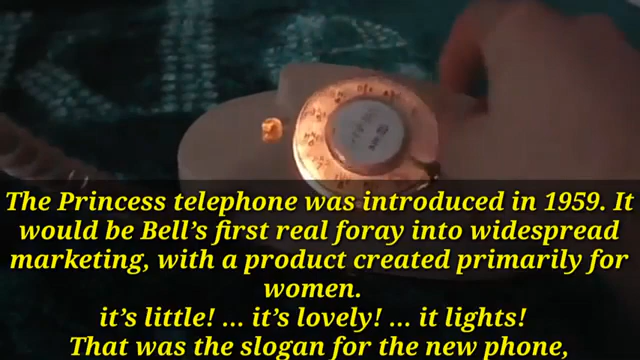 The Princess telephone was introduced in 1959. It
would be Bell’s first real foray into widespread
marketing, with a product created primarily for
women.
it’s little! ... it’s lovely! ... it lights!
That was the slogan for the new phone,